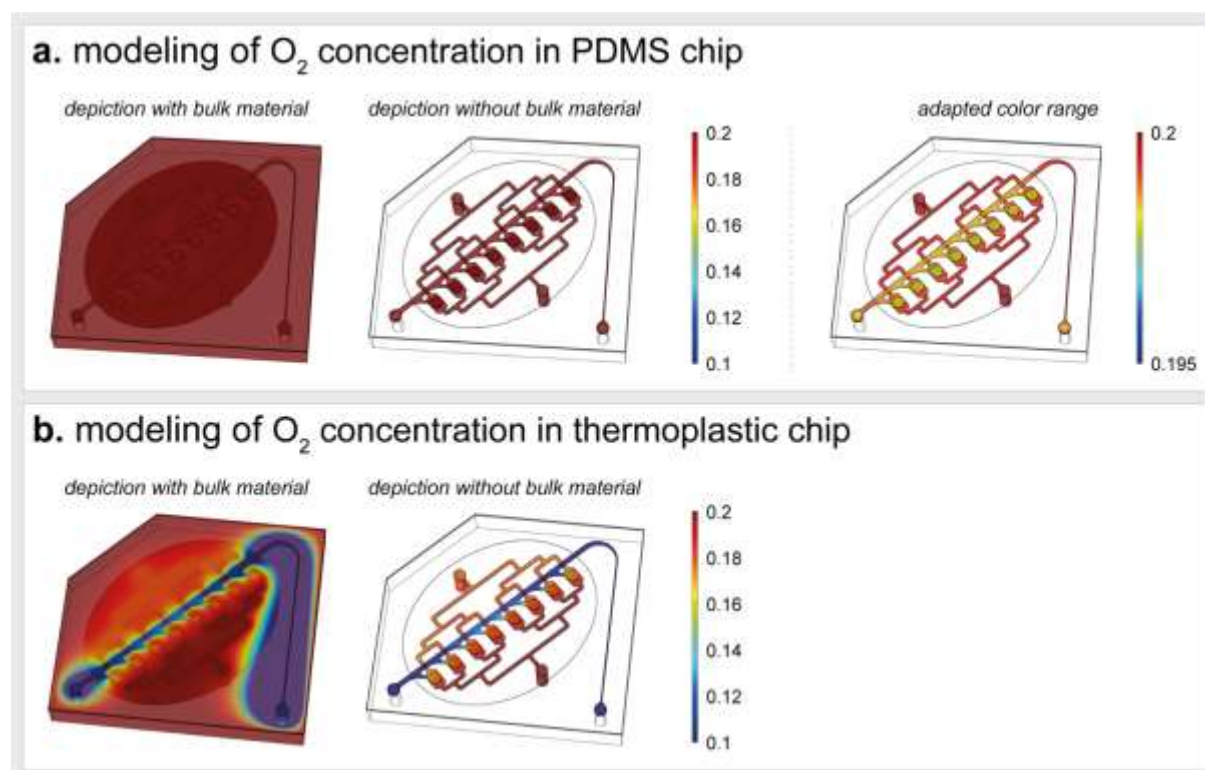 a. modeling of O₂ concentration in PDMS chip
depiction with bulk material
depiction without bulk material
adapted color range
0.2
0.18
0.16
0.14
0.12
0.1
0.2
0.195
b. modeling of O₂ concentration in thermoplastic chip
depiction with bulk material
depiction without bulk material
0.2
0.18
0.16
0.14
0.12
0.1